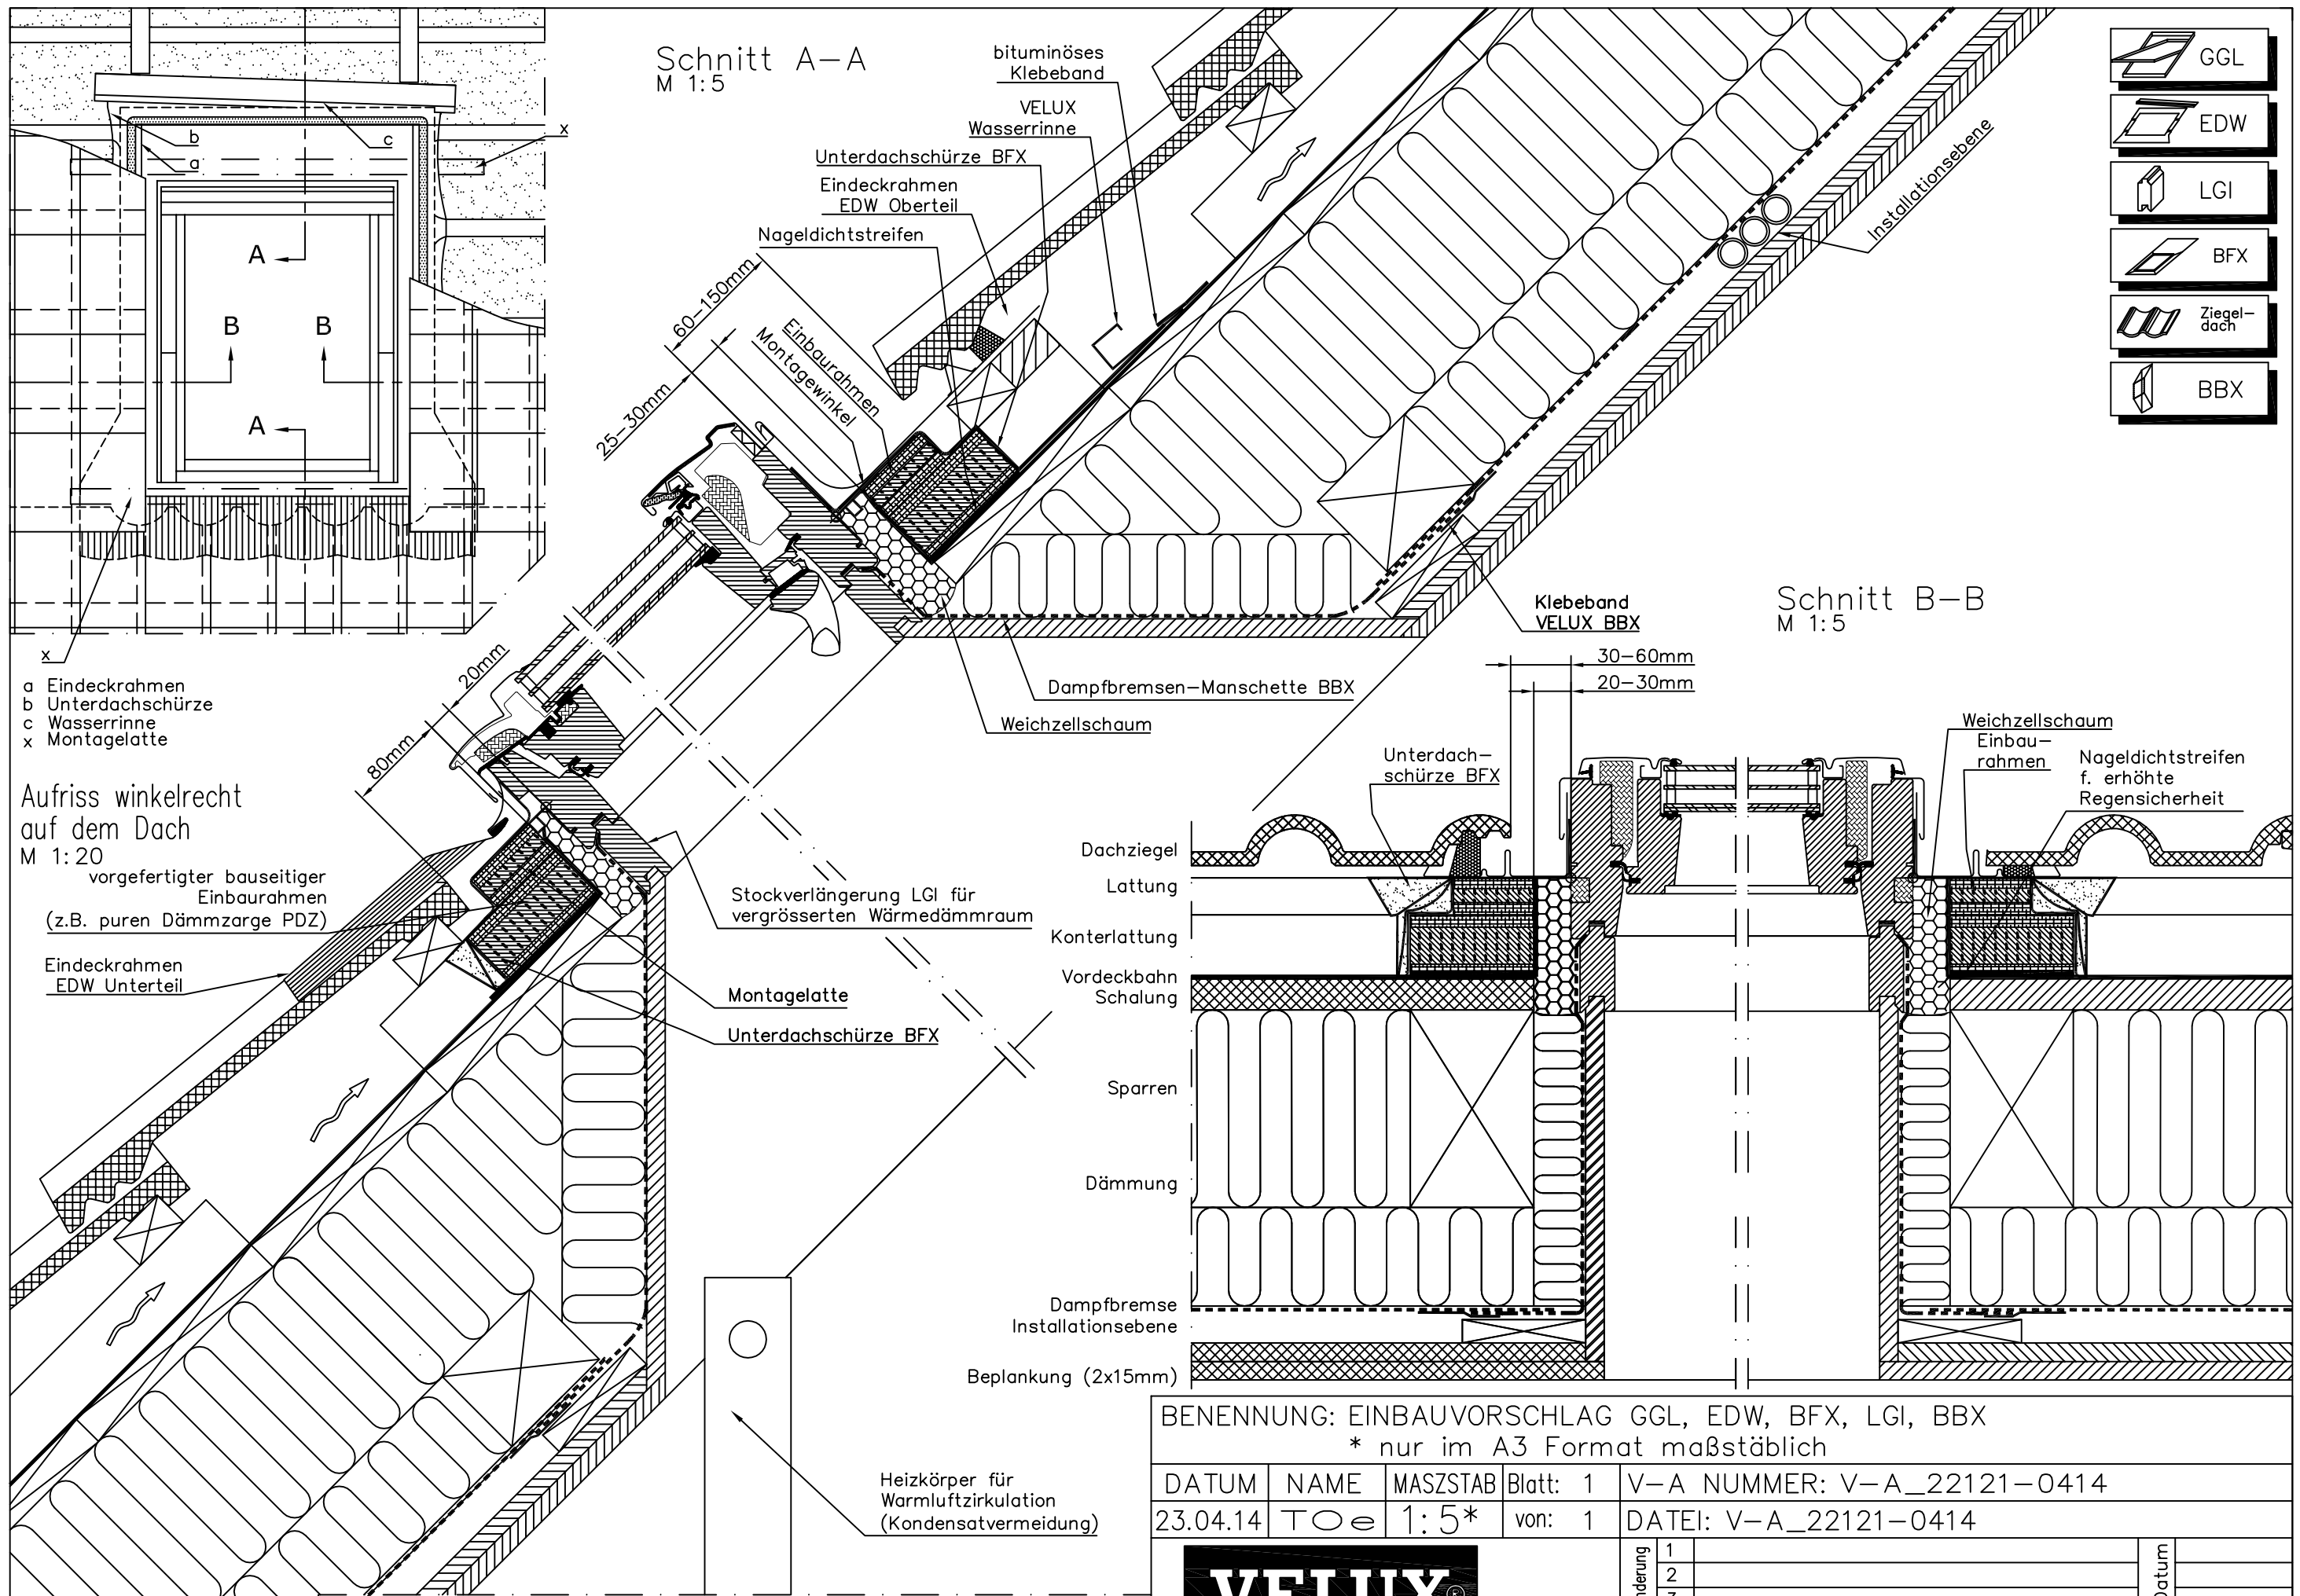 Schnitt A-A
M 1:5
b
a
c
x
A
B
B
A
x
a Eindeckrahmen
b Unterdachschürze
c Wasserrinne
x Montagelatte
Aufriss winkelrecht
auf dem Dach
M 1:20
bituminöses
Klebeband
VELUX
Wasserrinne
Unterdachschürze BFX
Eindeckrahmen
EDW Oberteil
Nageldichtstreifen
60-150mm
25-30mm
Einbaurahmen
Montagewinkel
Installationsebene
Klebeband
VELUX BBX
Dampfbremsen-Manschette BBX
Weichzellschaum
20mm
80mm
vorgefertigter bauseitiger
Einbaurahmen
(z.B. puren Dämmzarge PDZ)
Eindeckrahmen
EDW Unterteil
Stockverlängerung LGI für
vergrösserten Wärmedämmraum
Montagelatte
Unterdachschürze BFX
Heizkörper für
Warmluftzirkulation
(Kondensatvermeidung)
GGL
EDW
LGI
BFX
Ziegel-
dach
BBX
Schnitt B-B
M 1:5
30-60mm
20-30mm
Unterdach-
schürze BFX
Weichzellschaum
Einbau-
rahmen
Nageldichtstreifen
f. erhöhte
Regensicherheit
Dachziegel
Lattung
Konterlattung
Vordeckbahn
Schalung
Sparren
Dämmung
Dampfbremse
Installationsebene
Beplankung (2x15mm)
BENENNUNG: EINBAUVORSCHLAG GGL, EDW, BFX, LGI, BBX
* nur im A3 Format maßstäblich
DATUM NAME MASZSTAB Blatt: 1 V-A NUMMER: V-A_22121-0414
23.04.14 TOe 1:5* von: 1 DATEI: V-A_22121-0414
VELUX®
1
2
Datum